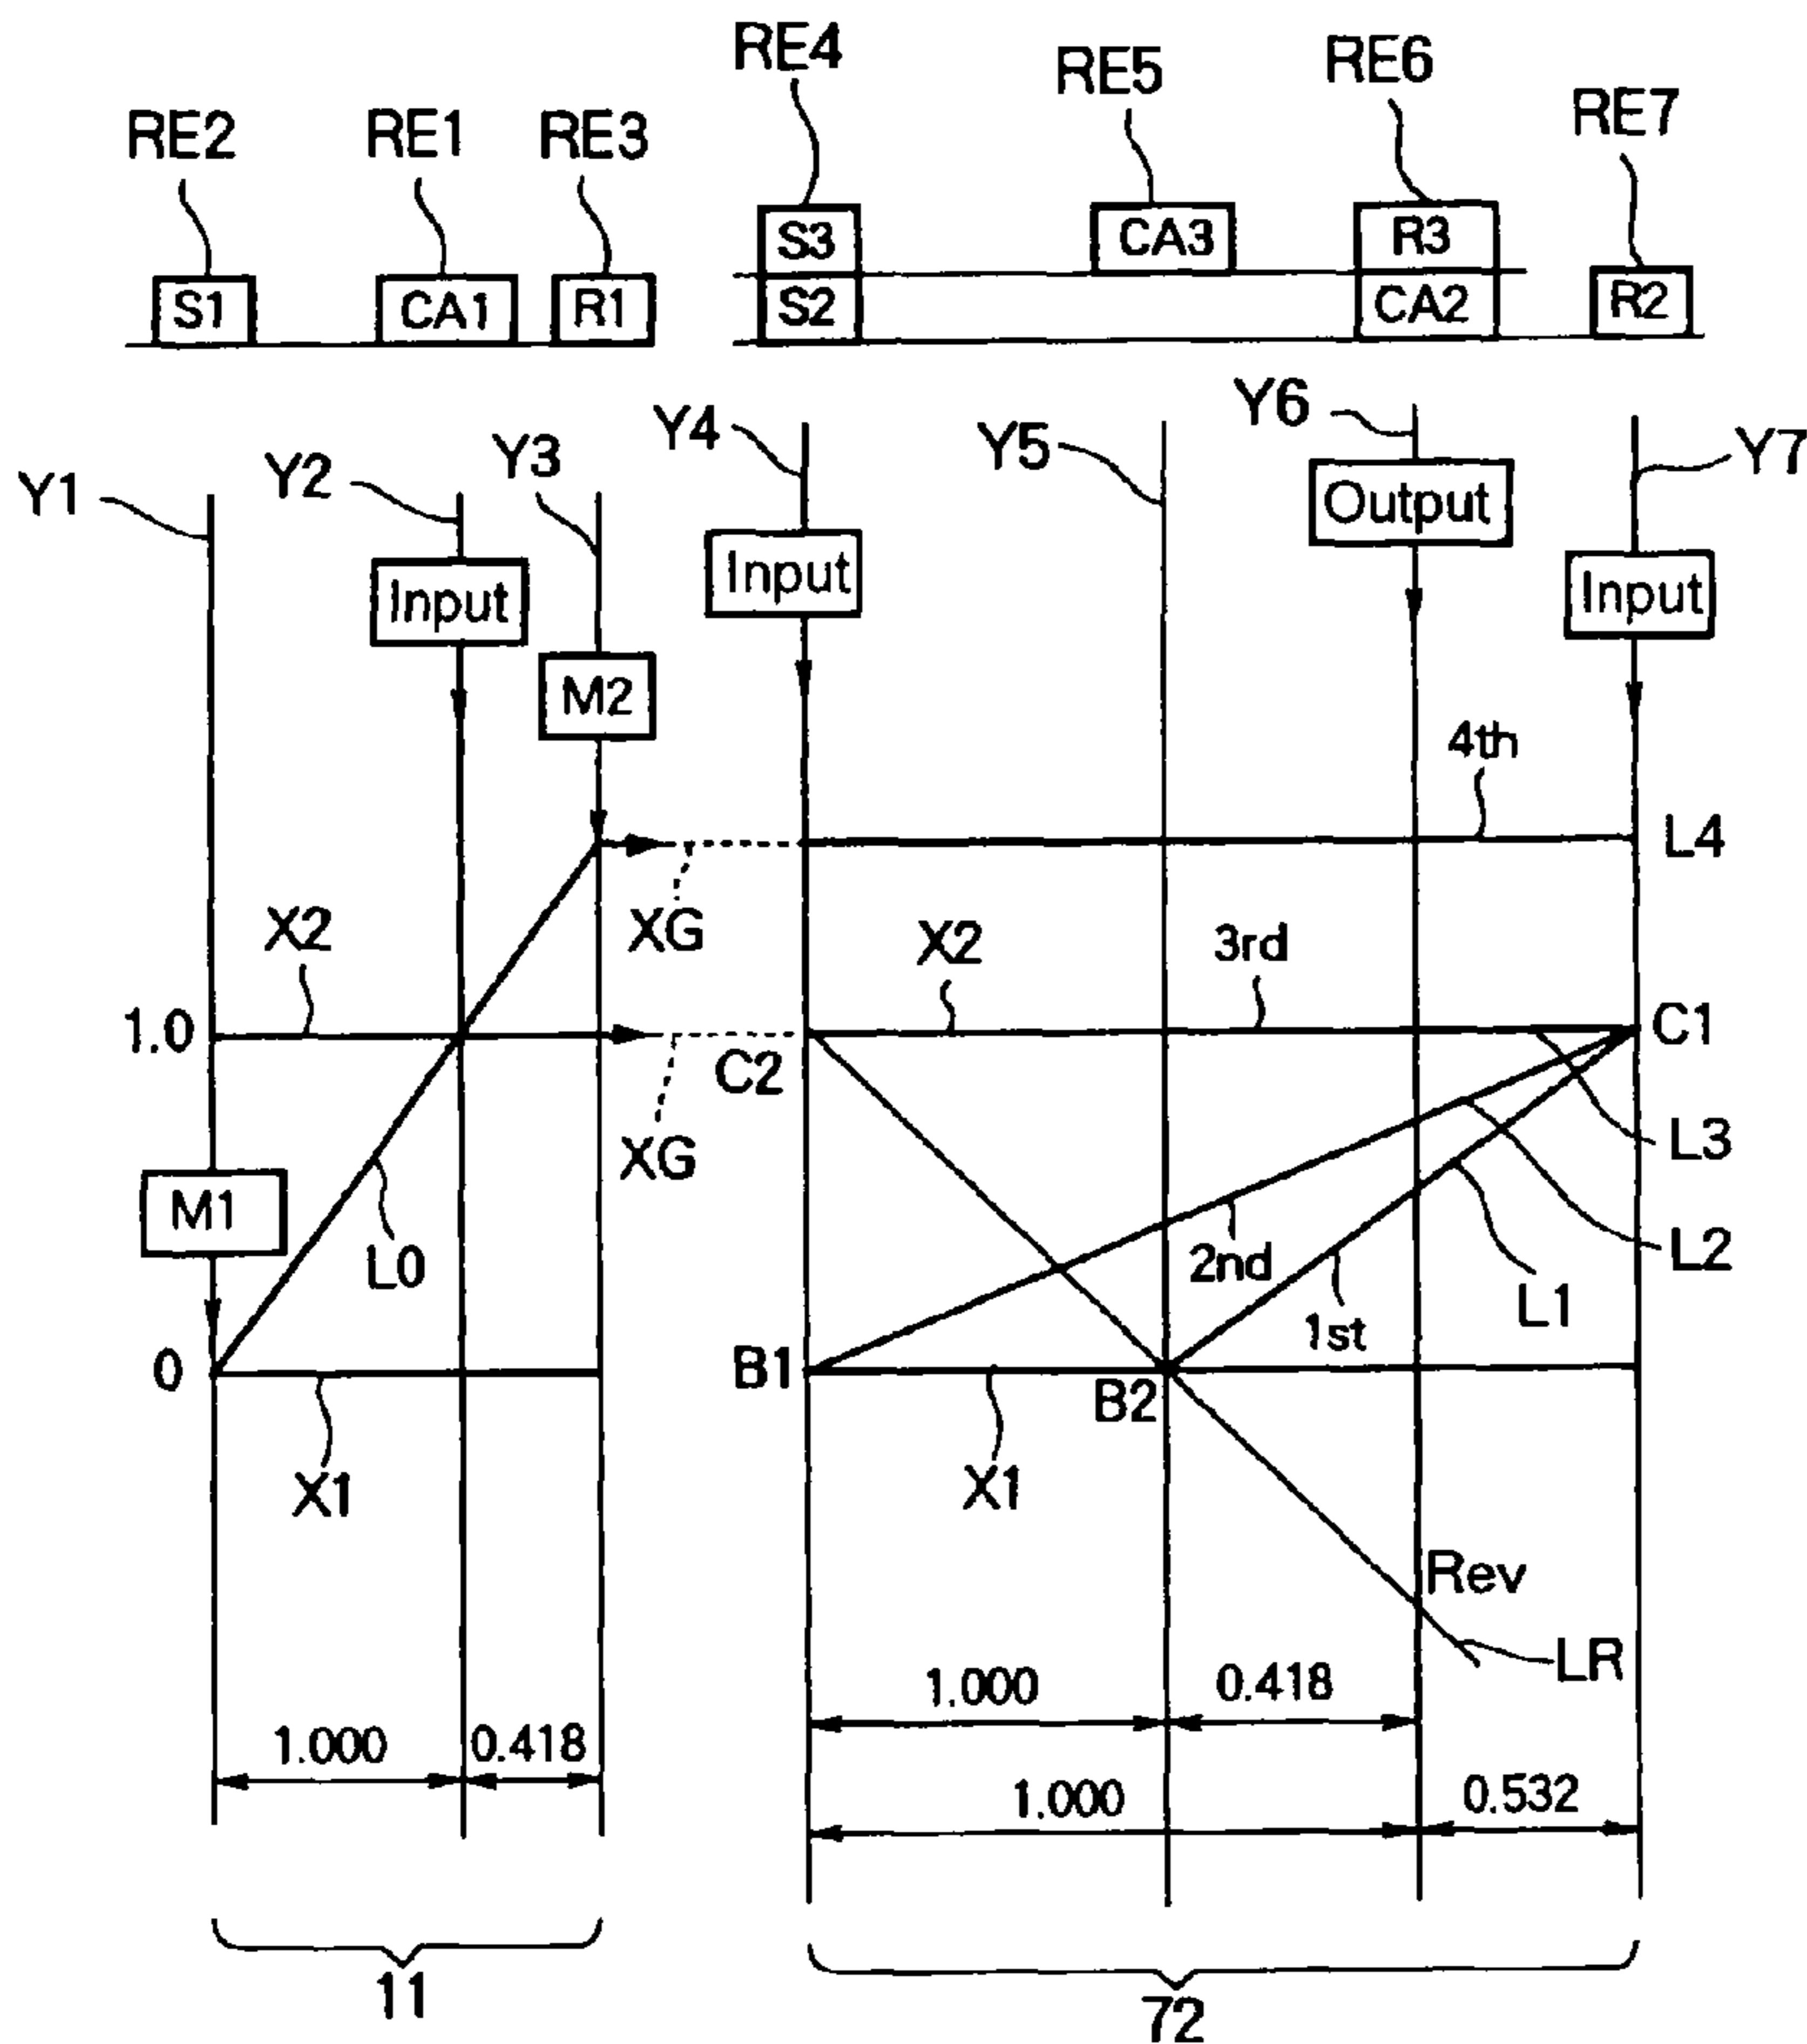 RE4
RE5
RE6
RE7
RE2
RE1
RE3
S3
CA3
R3
S1
CA1
R1
S2
CA2
R2
Y1
Y2
Y3
Y4
Y5
Y6
Y7
Output
Input
Input
Input
M2
4th
L4
XG
X2
X2
3rd
1.0
C2
C1
XG
L3
M1
L0
2nd
L2
L1
1st
0
B1
B2
X1
X1
Rev
LR
1.000
0.418
1.000
0.418
1.000
0.532
11
72